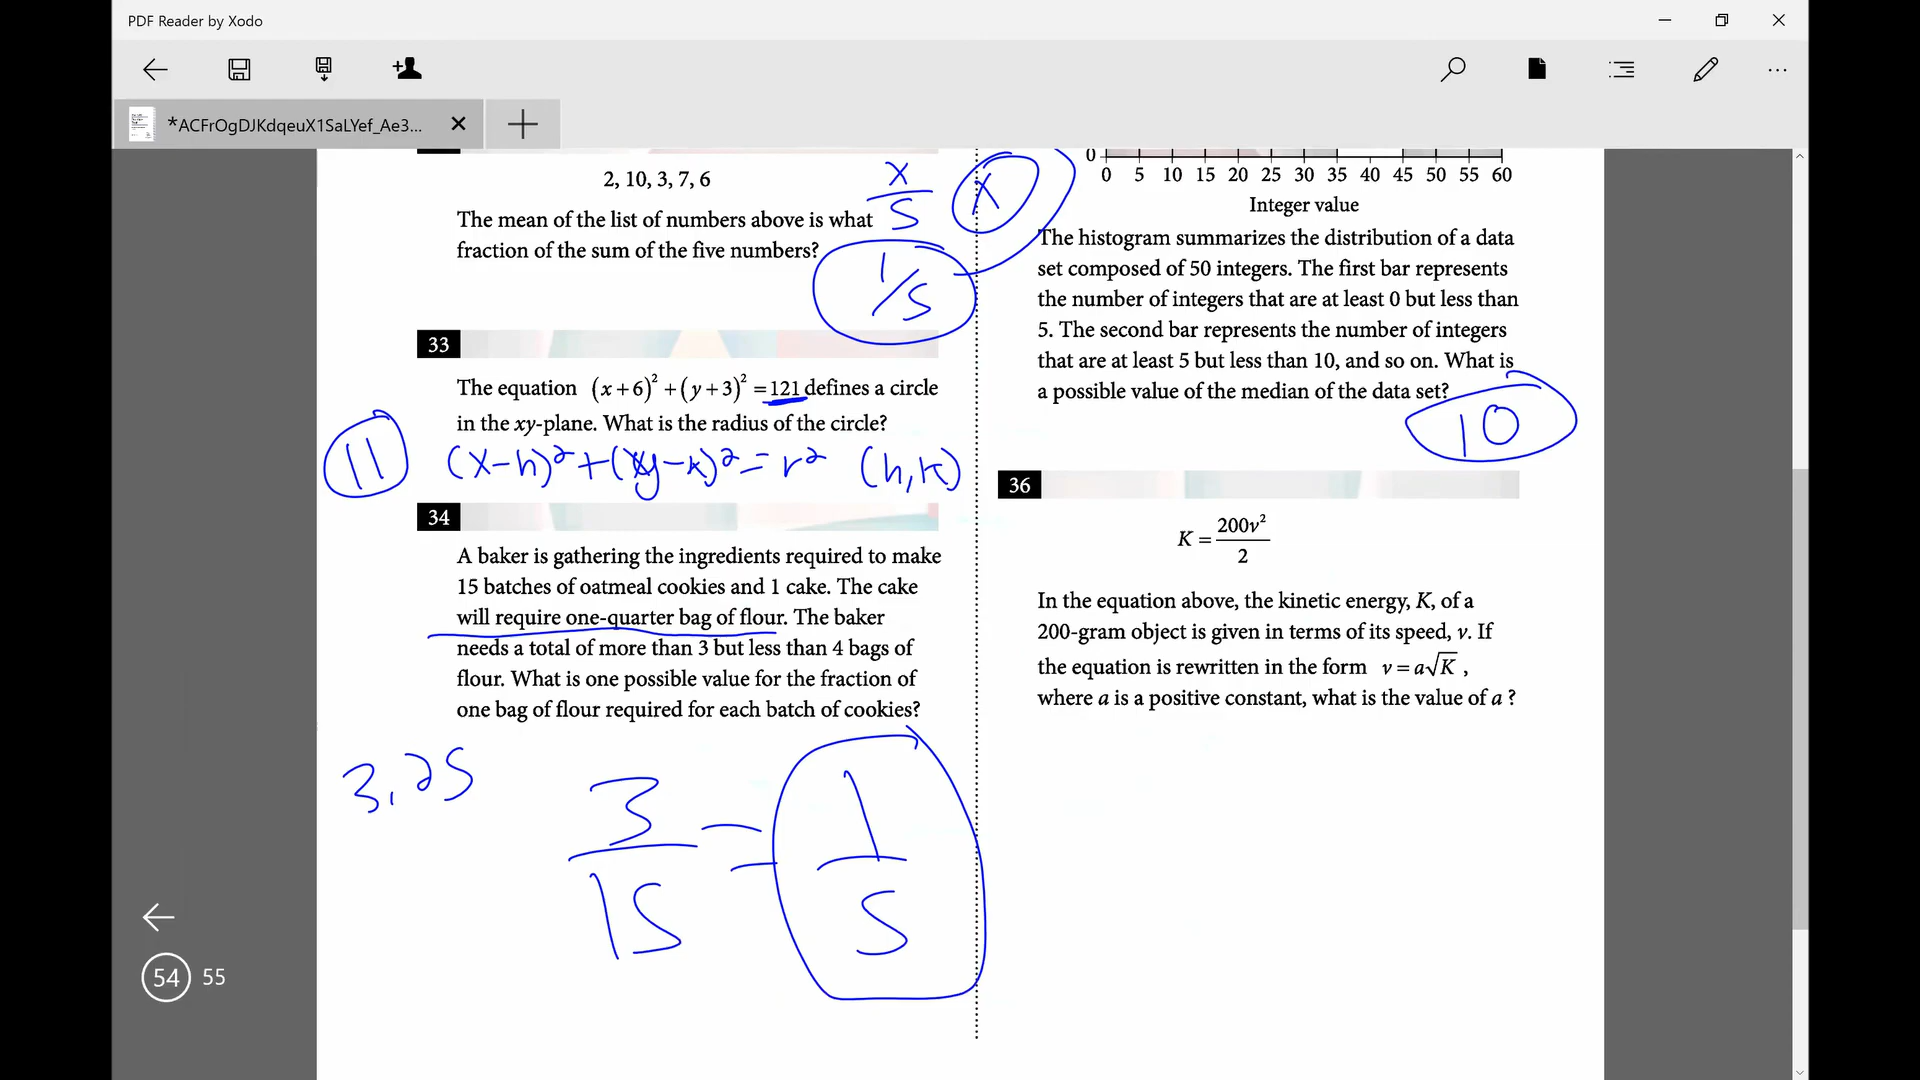 PDF Reader by Xodo
*ACFrOgDJKdqeuX1SaLYef_Ae3...
2, 10, 3, 7, 6
The mean of the list of numbers above is what
fraction of the sum of the five numbers?
x/5
x
1/5
33
The equation (x+6)² + (y+3)² = 121 defines a circle
in the xy-plane. What is the radius of the circle?
11
(x-h)² + (y-k)² = r² (h,k)
34
A baker is gathering the ingredients required to make
15 batches of oatmeal cookies and 1 cake. The cake
will require one-quarter bag of flour. The baker
needs a total of more than 3 but less than 4 bags of
flour. What is one possible value for the fraction of
one bag of flour required for each batch of cookies?
3.25
3/15 = 1/5
54 55
0
0 5 10 15 20 25 30 35 40 45 50 55 60
Integer value
The histogram summarizes the distribution of a data
set composed of 50 integers. The first bar represents
the number of integers that are at least 0 but less than
5. The second bar represents the number of integers
that are at least 5 but less than 10, and so on. What is
a possible value of the median of the data set?
10
36
K = 200v²/2
In the equation above, the kinetic energy, K, of a
200-gram object is given in terms of its speed, v. If
the equation is rewritten in the form v = a√K ,
where a is a positive constant, what is the value of a ?